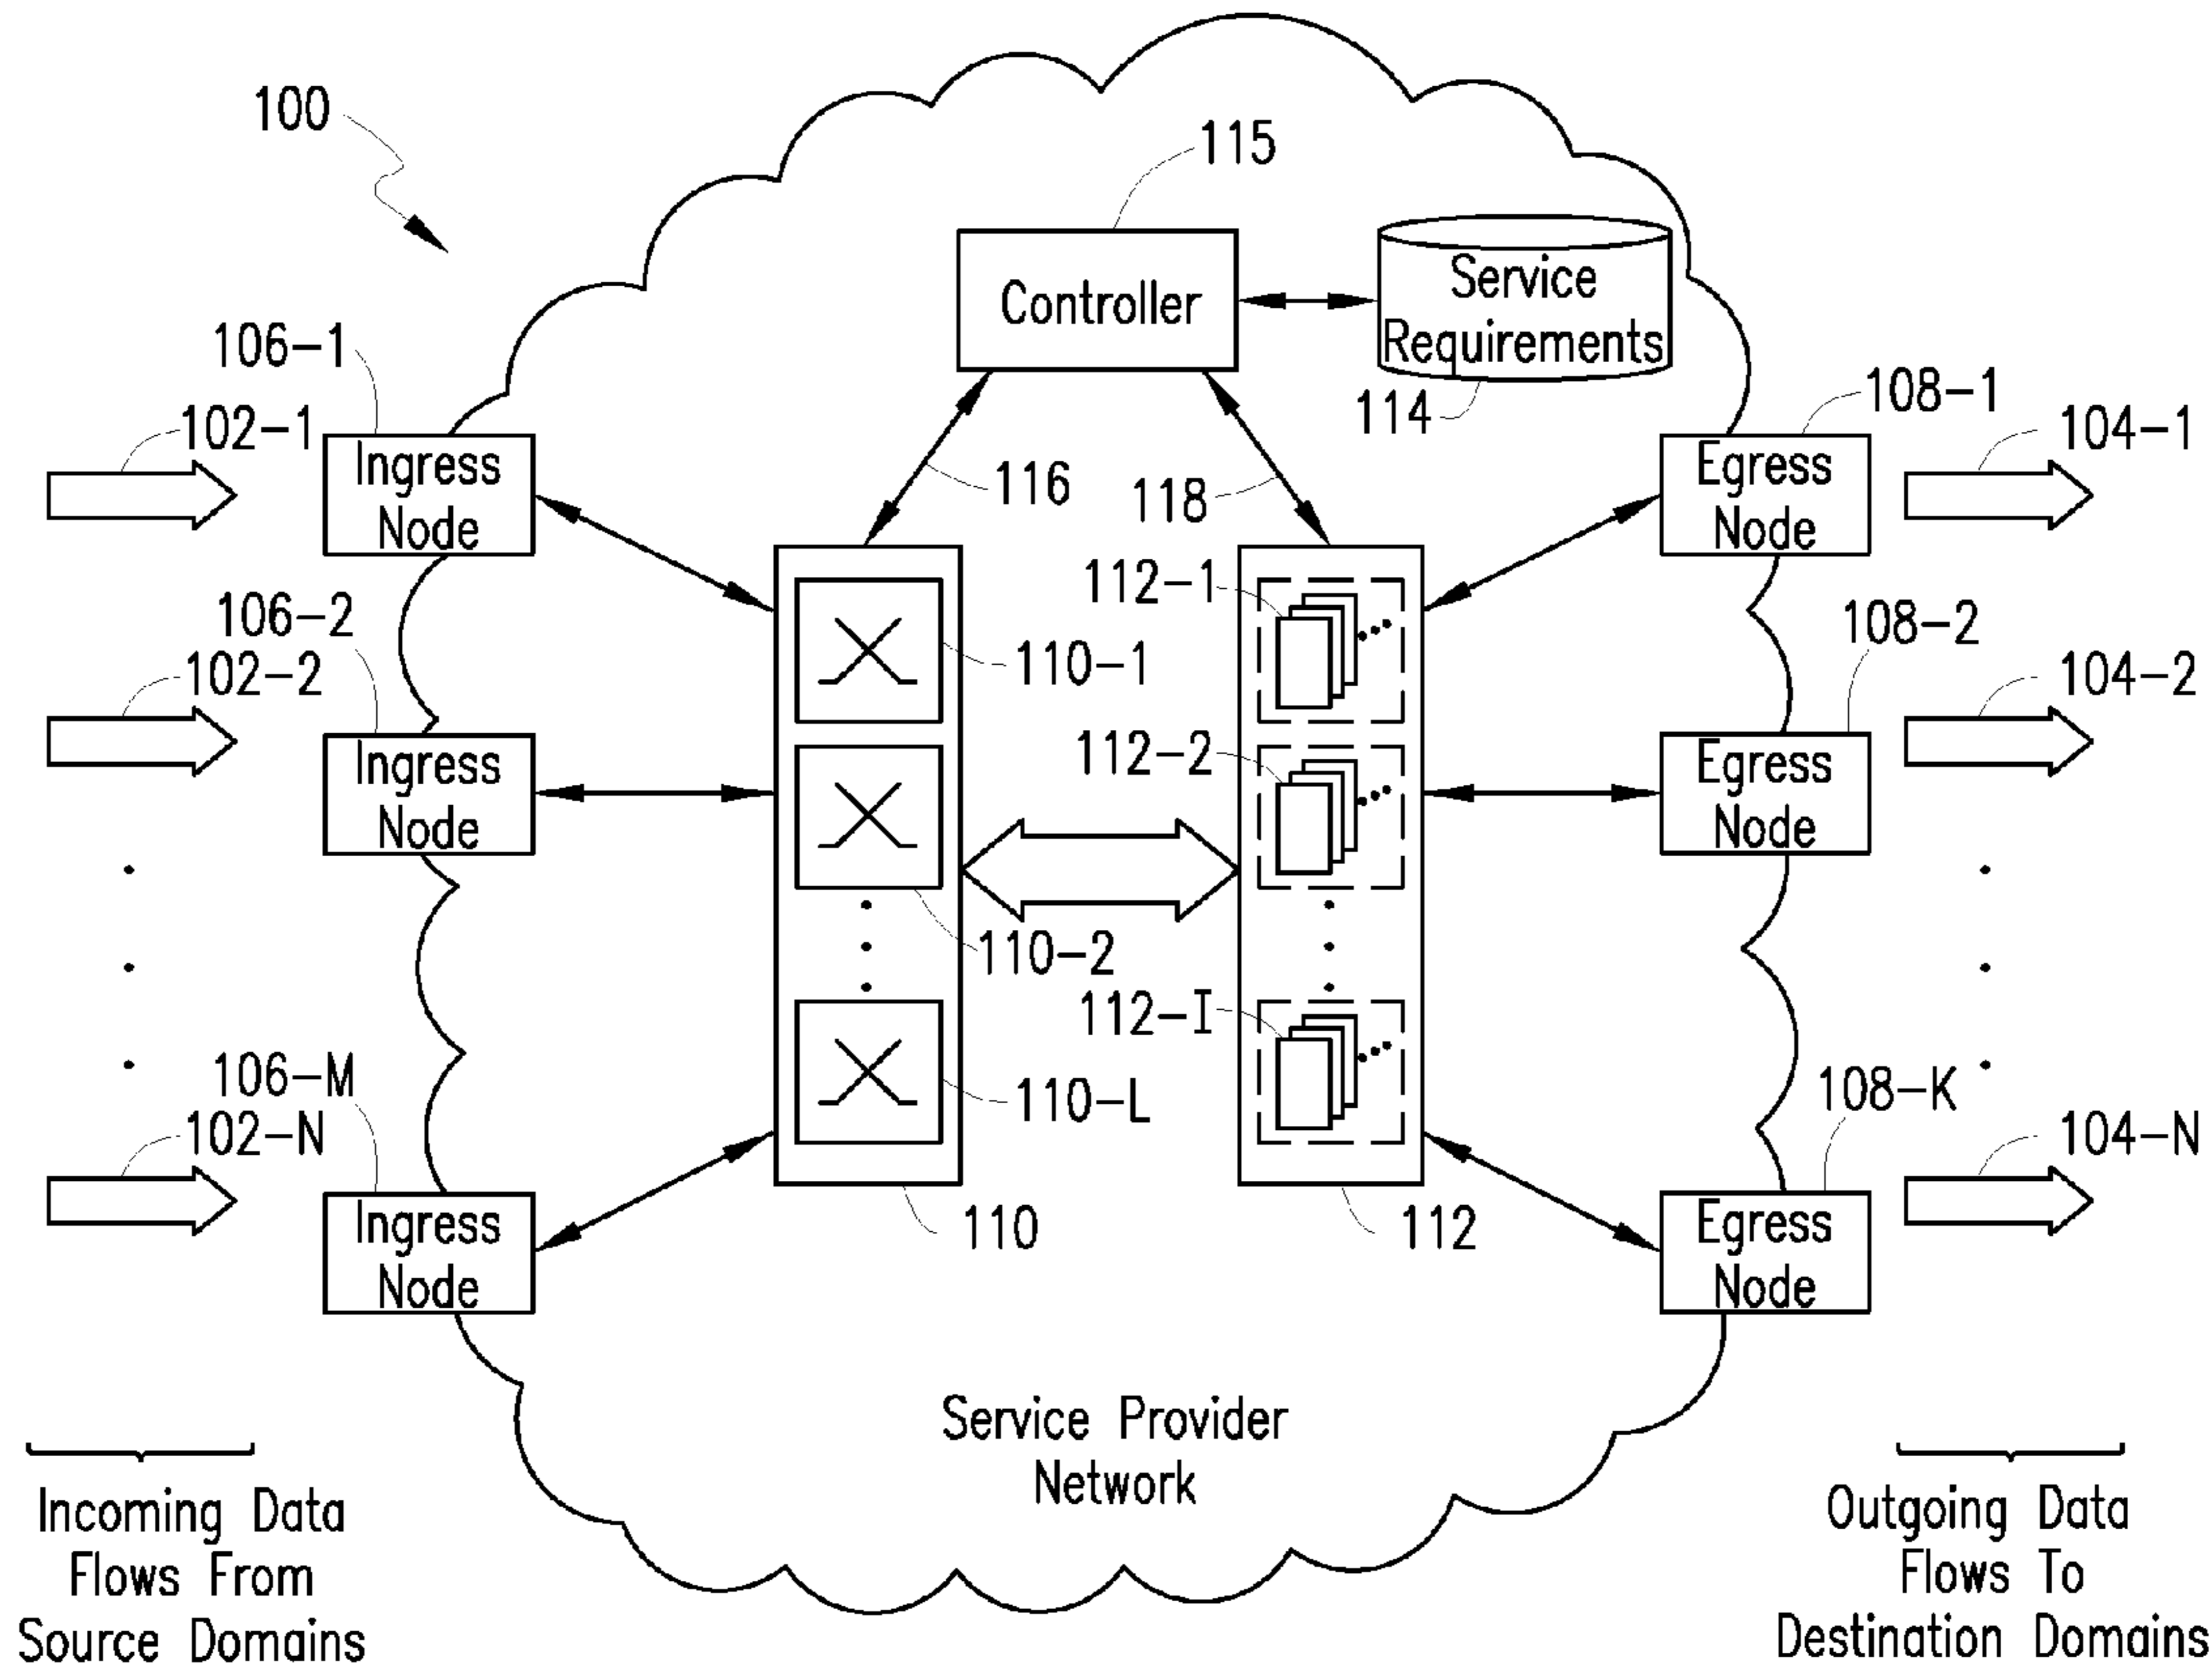 100
115
Controller
Service
Requirements
114
106-1
102-1
Ingress
Node
116
118
108-1
104-1
Egress
Node
106-2
102-2
Ingress
Node
110-1
112-1
108-2
104-2
Egress
Node
112-2
110-2
112-I
106-M
102-N
Ingress
Node
110-L
110
112
108-K
104-N
Egress
Node
Service Provider
Network
Incoming Data
Flows From
Source Domains
Outgoing Data
Flows To
Destination Domains